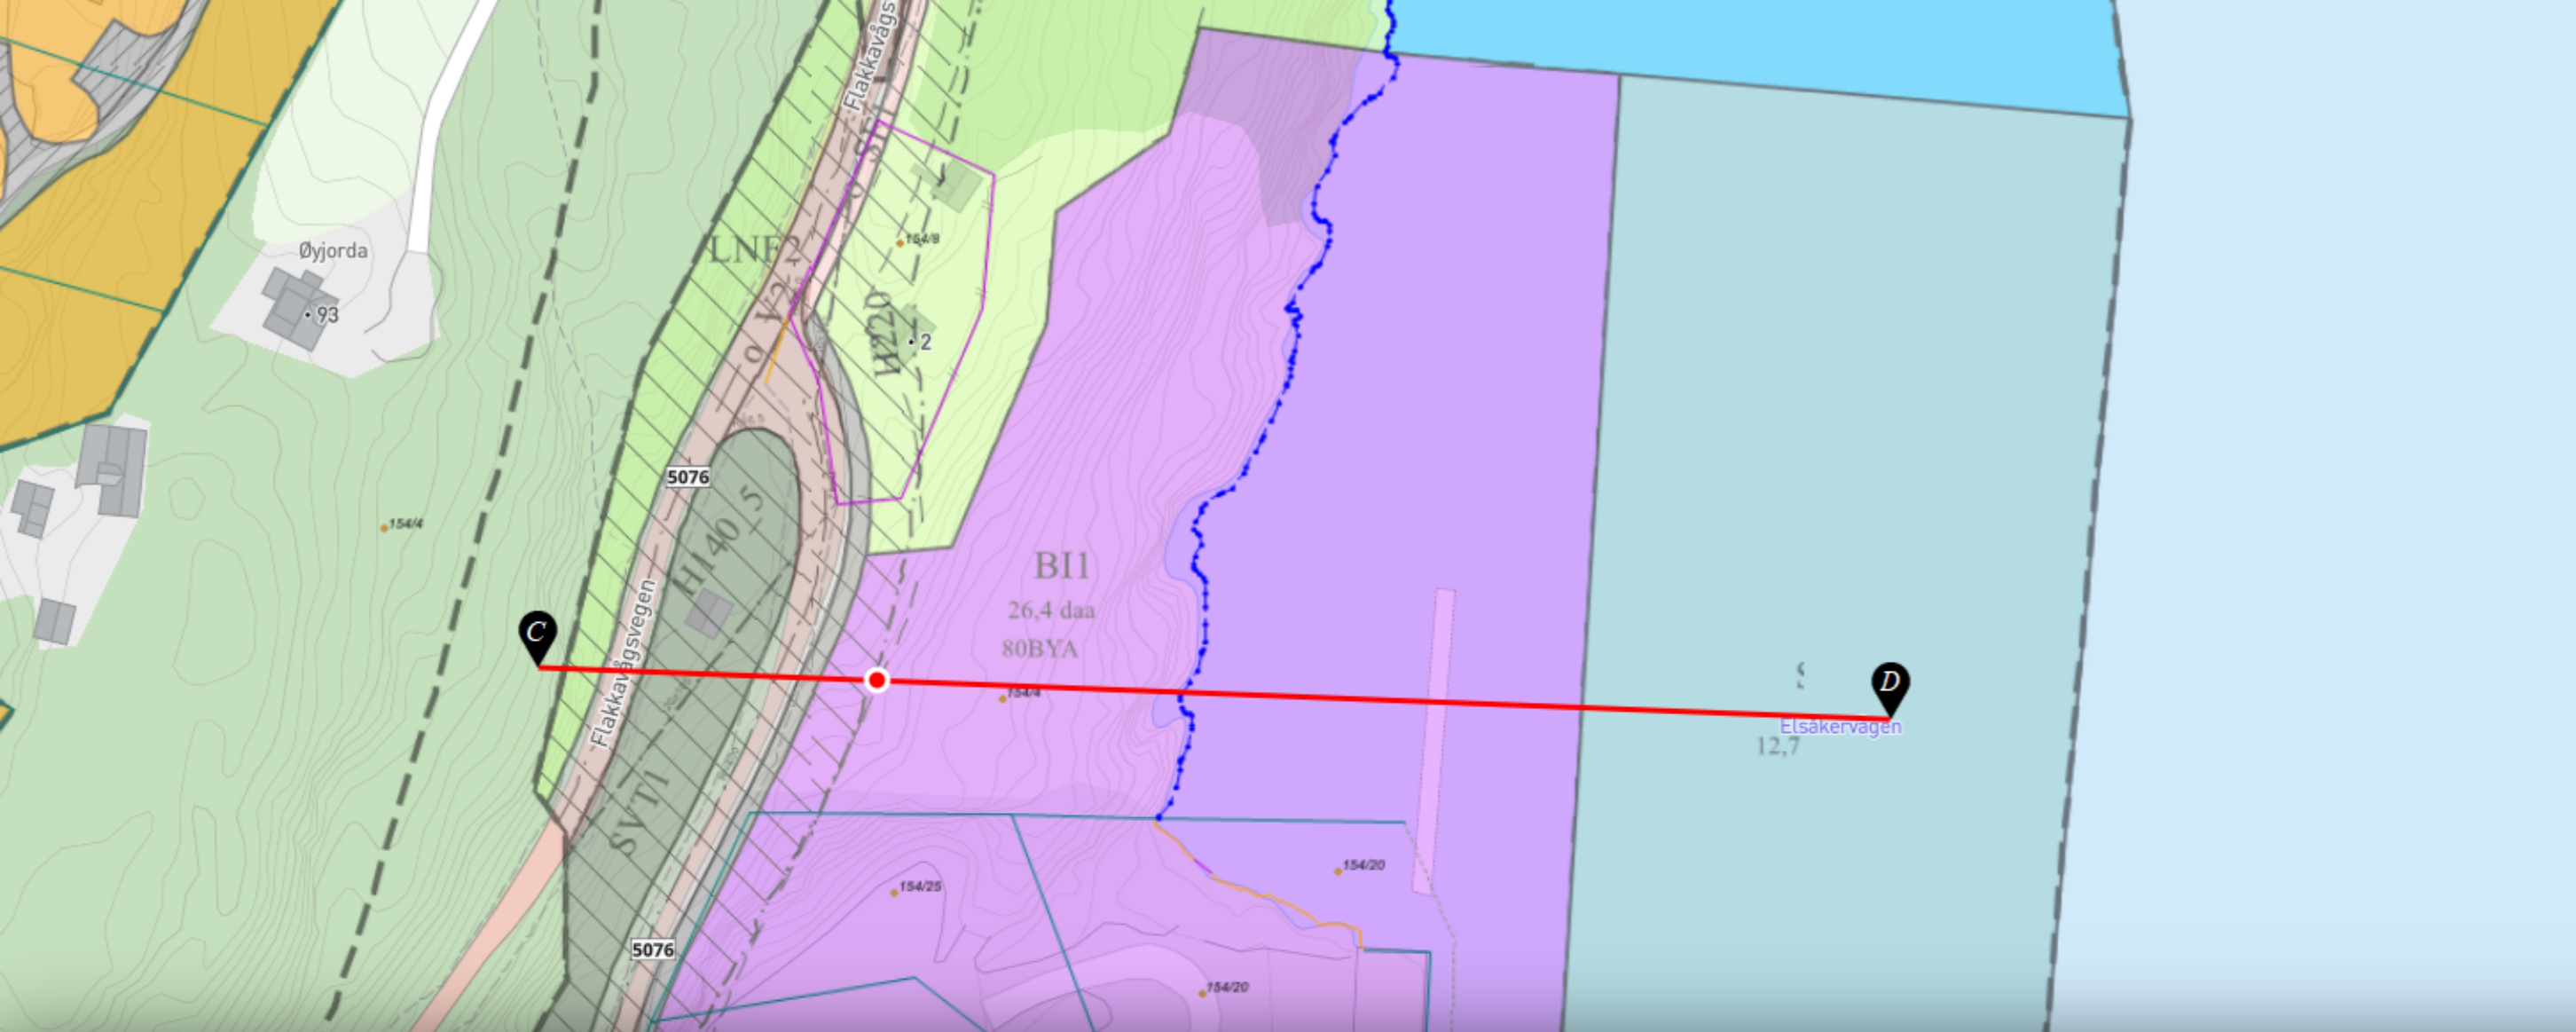 Flakkavågs
LNF2
Øyjorda
93
154/8
H220
2
5076
154/4
H140_5
BI1
26,4 daa
80BYA
C
Flakkavågsvegen
154/4
D
Elsåkervågen
12,7
SVT1
154/20
154/25
5076
154/20